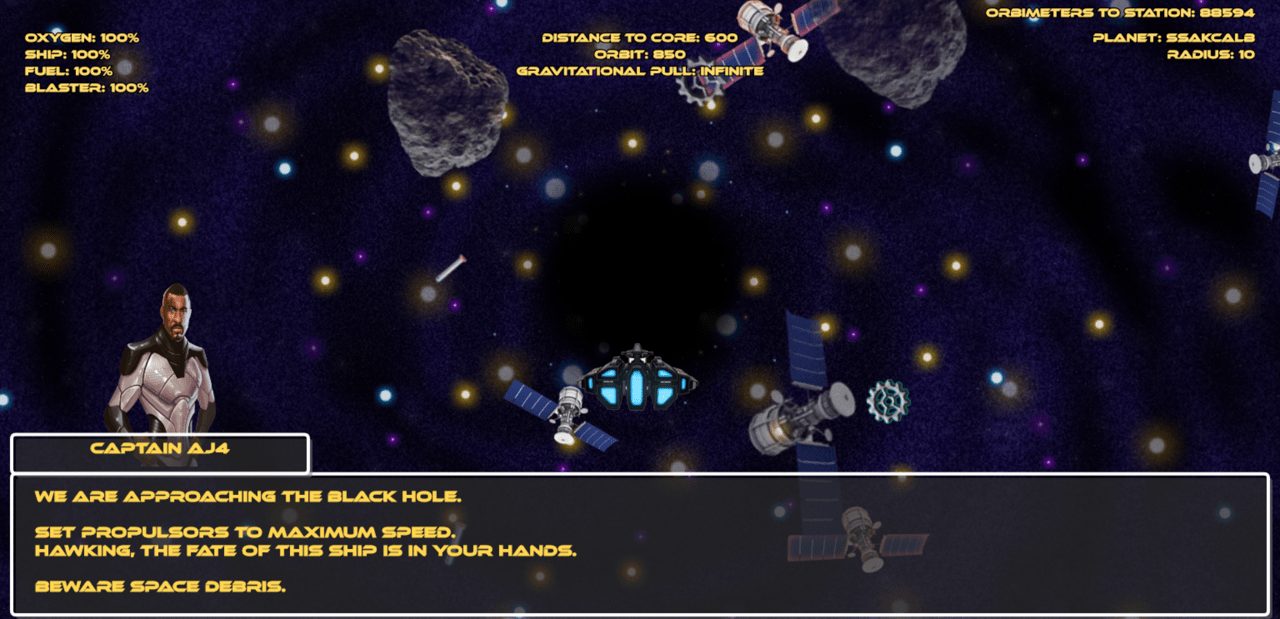 ORBIMETERS TO STATION: 88594
OXYGEN: 100%
SHIP: 100%
FUEL: 100%
BLASTER: 100%
DISTANCE TO CORE: 600
ORBIT: 850
GRAVITATIONAL PULL: INFINITE
PLANET: SSAKCALB
RADIUS: 10
CAPTAIN AJ4
WE ARE APPROACHING THE BLACK HOLE.
SET PROPULSORS TO MAXIMUM SPEED.
HAWKING, THE FATE OF THIS SHIP IS IN YOUR HANDS.
BEWARE SPACE DEBRIS.